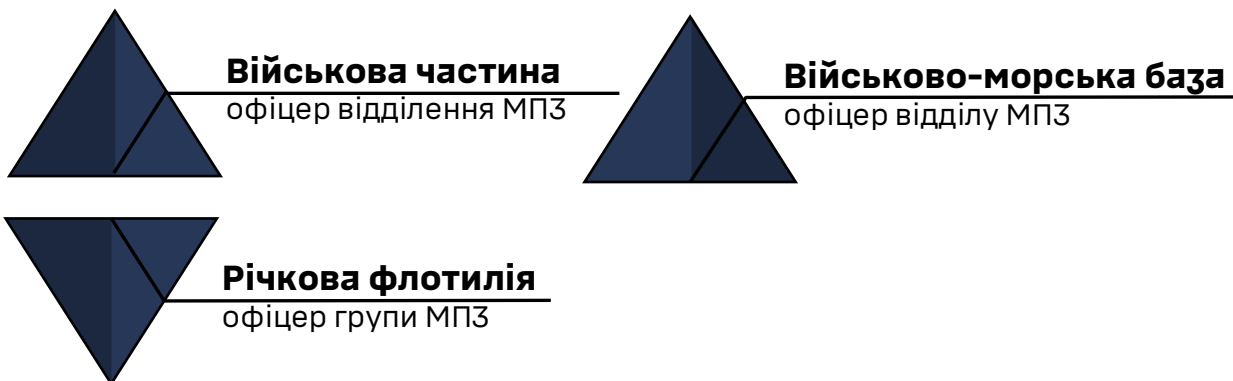 Військова частина
офіцер відділення МПЗ
Військово-морська база
офіцер відділу МПЗ
Річкова флотилія
офіцер групи МПЗ